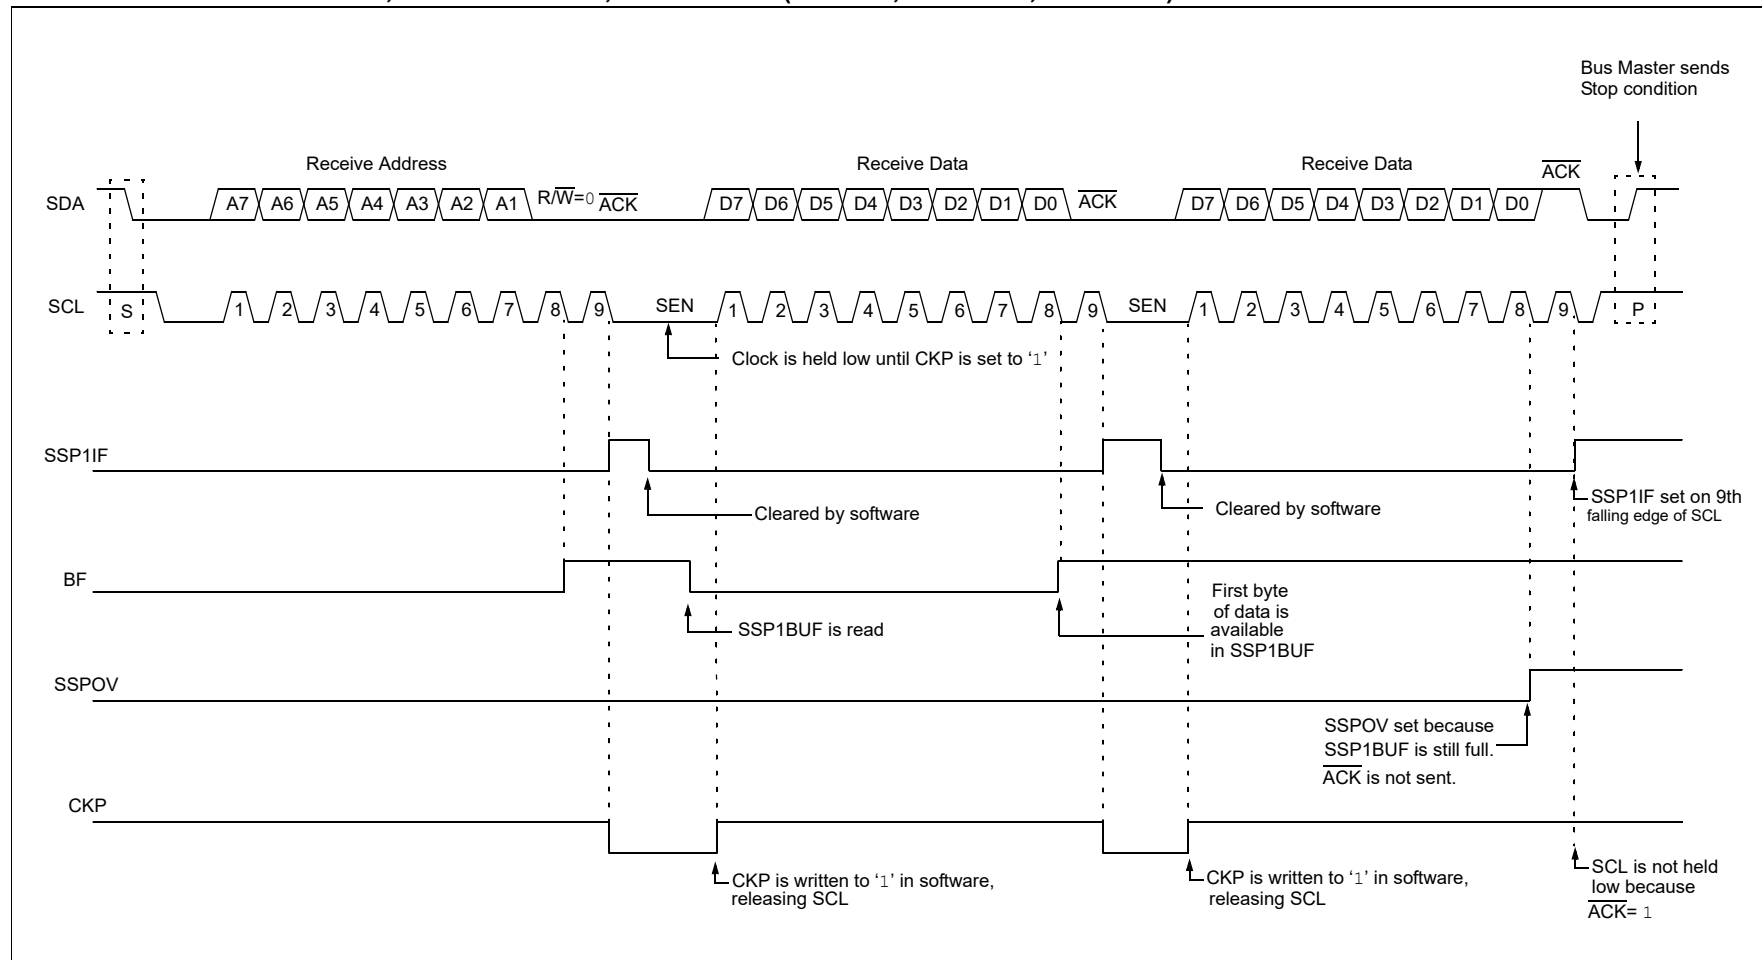 Bus Master sends
Stop condition
Receive Address
Receive Data
Receive Data
ACK
SDA
A7 A6 A5 A4 A3 A2 A1 R/W=0 ACK
D7 D6 D5 D4 D3 D2 D1 D0 ACK
D7 D6 D5 D4 D3 D2 D1 D0
SCL
S
1 2 3 4 5 6 7 8 9 SEN
1 2 3 4 5 6 7 8 9 SEN
1 2 3 4 5 6 7 8 9
P
Clock is held low until CKP is set to ‘1’
SSP1IF
Cleared by software
Cleared by software
SSP1IF set on 9th
falling edge of SCL
BF
SSP1BUF is read
First byte
of data is
available
in SSP1BUF
SSPOV
SSPOV set because
SSP1BUF is still full.
ACK is not sent.
CKP
CKP is written to ‘1’ in software,
releasing SCL
CKP is written to ‘1’ in software,
releasing SCL
SCL is not held
low because
ACK= 1